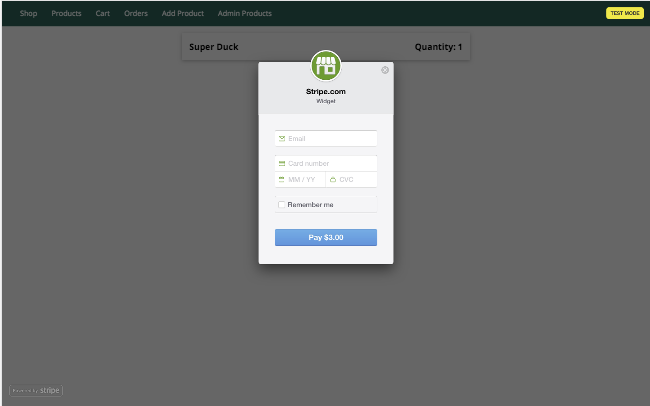 Shop Products Cart Orders Add Product Admin Products TEST MODE
Super Duck Quantity: 1
Stripe.com
Widget
Email
Card number
MM / YY CVC
Remember me
Pay $3.00
Powered by stripe